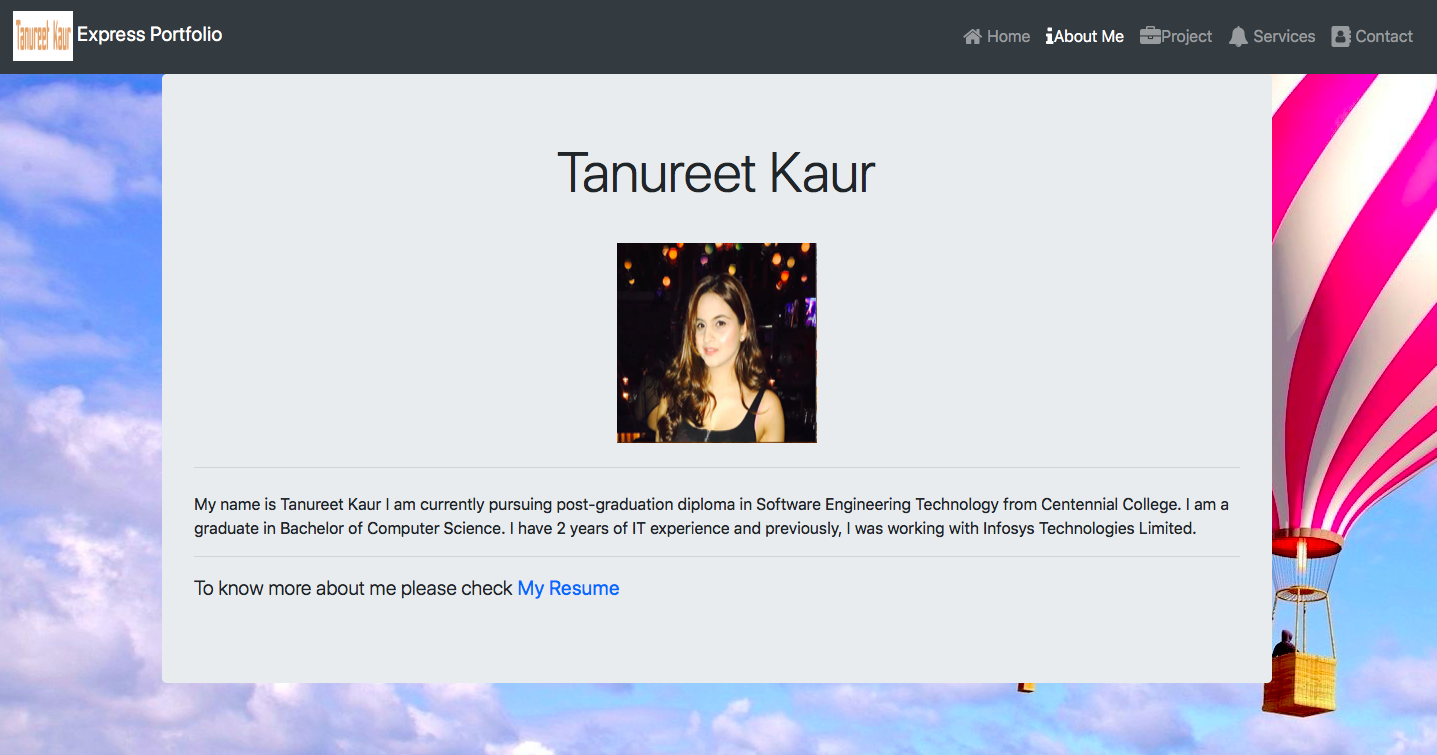 Tanureet Kaur Express Portfolio Home About Me Project Services Contact
Tanureet Kaur
My name is Tanureet Kaur I am currently pursuing post-graduation diploma in Software Engineering Technology from Centennial College. I am a
graduate in Bachelor of Computer Science. I have 2 years of IT experience and previously, I was working with Infosys Technologies Limited.
To know more about me please check My Resume